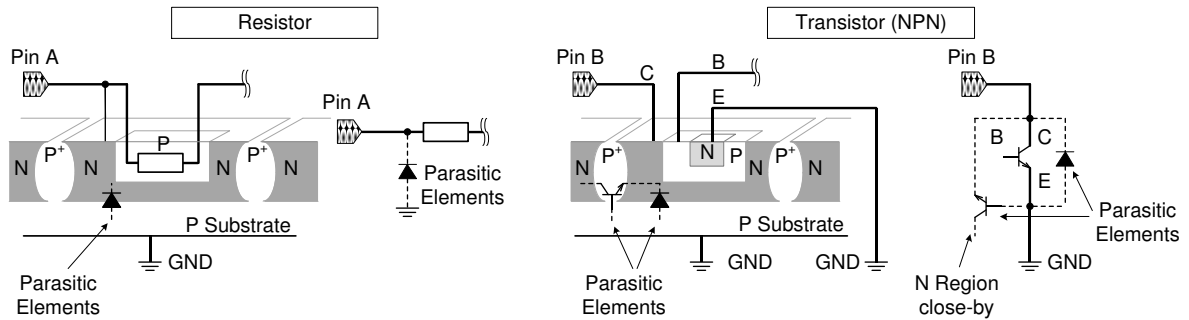 Resistor
Transistor (NPN)
Pin A
Pin B
B
Pin B
C
E
Pin A
P
N
P+
N
N
P+
N
N
P+
N
N
P
N
P+
N
B
C
E
Parasitic
Elements
P Substrate
P Substrate
Parasitic
Elements
GND
GND
GND
GND
Parasitic
Elements
Parasitic
Elements
N Region
close-by